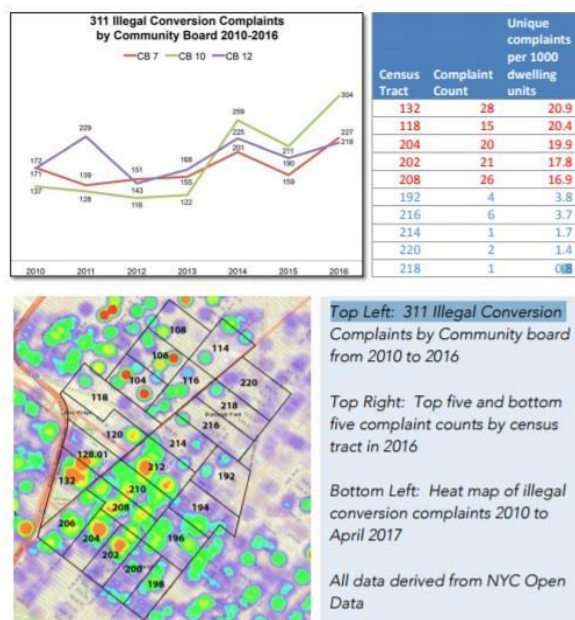 311 Illegal Conversion Complaints
by Community Board 2010-2016
CB 7 CB 10 CB 12
172
171
137
229
139
128
151
143
116
168
155
122
259
225
201
211
190
159
304
227
218
2010 2011 2012 2013 2014 2015 2016
Census Tract Complaint Count Unique complaints per 1000 dwelling units
132 28 20.9
118 15 20.4
204 20 19.9
202 21 17.8
208 26 16.9
192 4 3.8
216 6 3.7
214 1 1.7
220 2 1.4
218 1 0.8
108
114
106
104
116
220
118
218
216
120
214
128.01
212
192
132
210
208
194
206
204
196
202
200
198
Top Left: 311 Illegal Conversion
Complaints by Community board
from 2010 to 2016
Top Right: Top five and bottom
five complaint counts by census
tract in 2016
Bottom Left: Heat map of illegal
conversion complaints 2010 to
April 2017
All data derived from NYC Open
Data